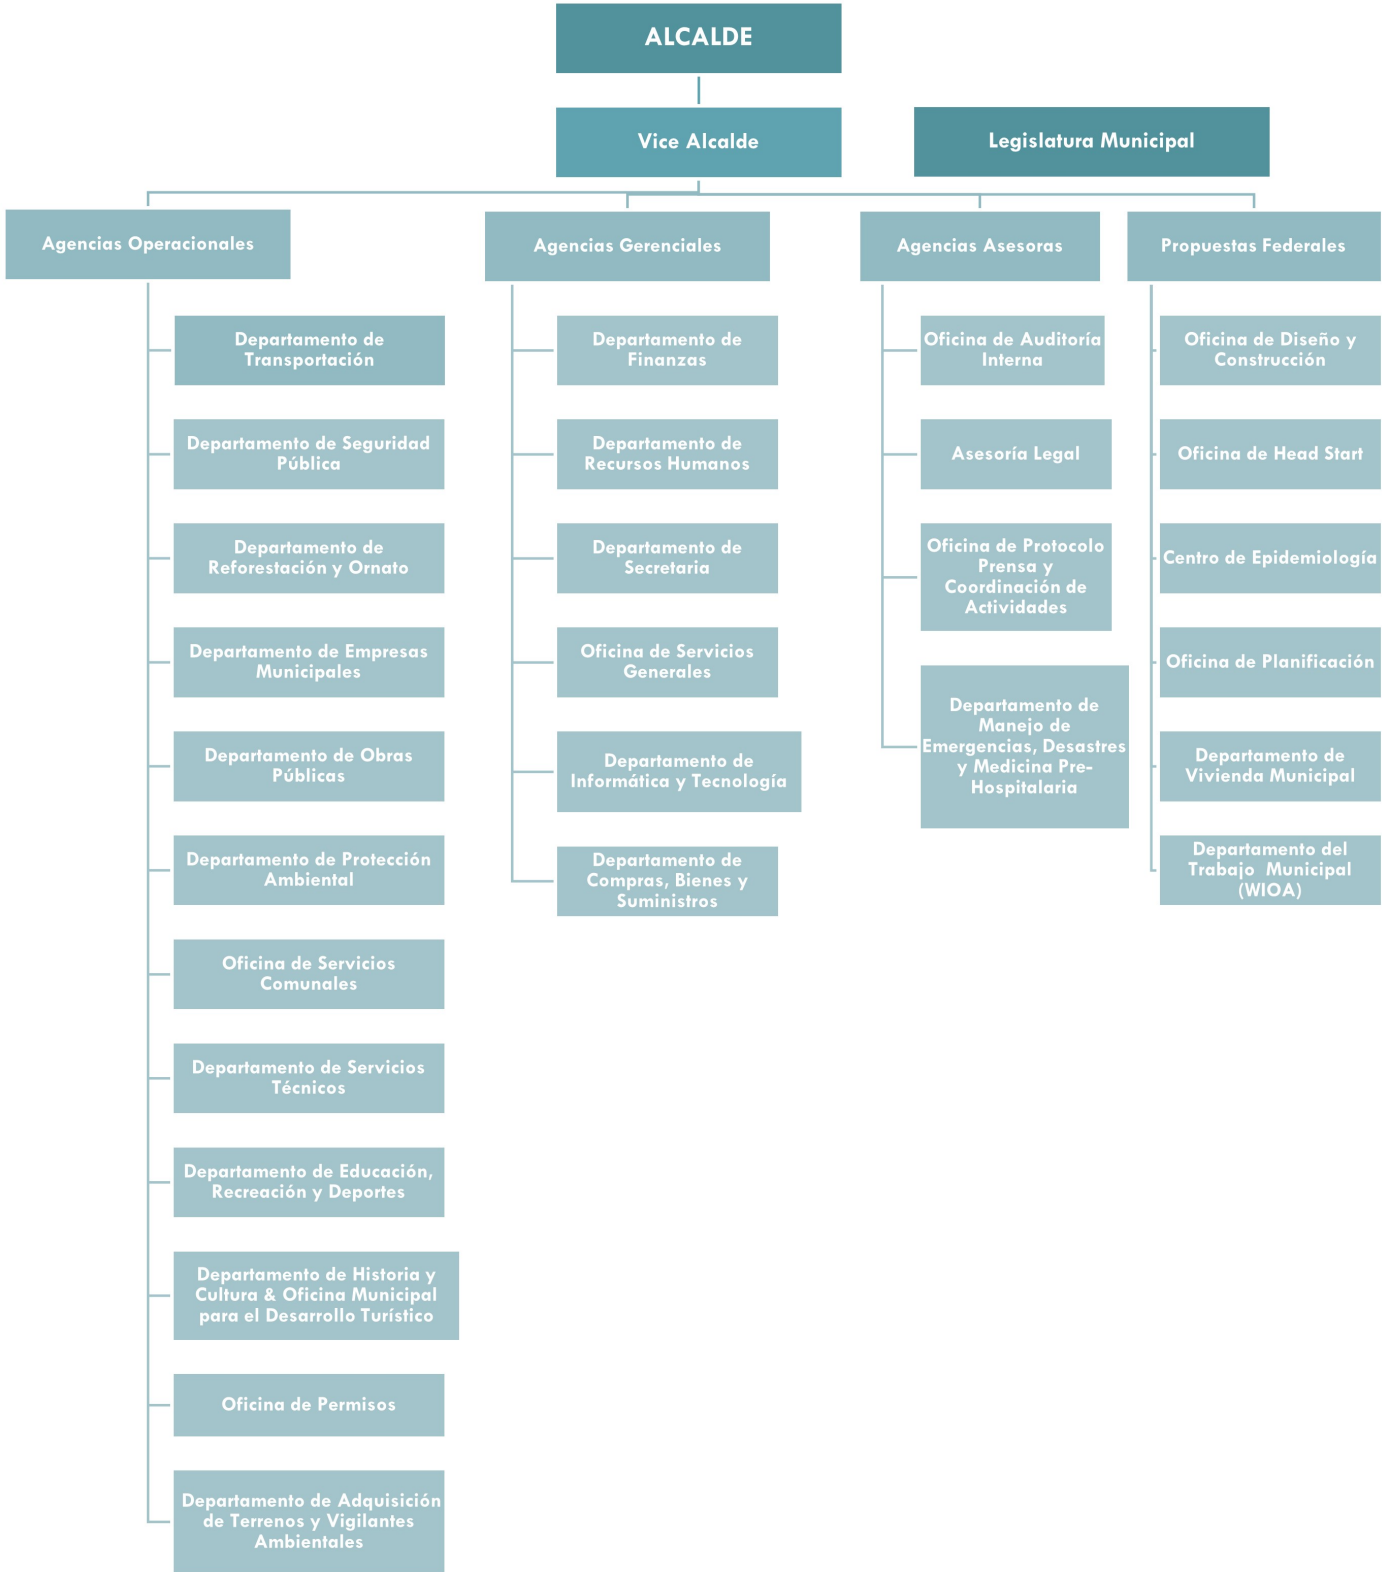 ALCALDE
Vice Alcalde
Legislatura Municipal
Agencias Operacionales
Departamento de
Transportación
Departamento de Seguridad
Pública
Departamento de
Reforestación y Ornato
Departamento de Empresas
Municipales
Departamento de Obras
Públicas
Departamento de Protección
Ambiental
Oficina de Servicios
Comunales
Departamento de Servicios
Técnicos
Departamento de Educación,
Recreación y Deportes
Departamento de Historia y
Cultura & Oficina Municipal
para el Desarrollo Turístico
Oficina de Permisos
Departamento de Adquisición
de Terrenos y Vigilantes
Ambientales
Agencias Gerenciales
Departamento de
Finanzas
Departamento de
Recursos Humanos
Departamento de
Secretaria
Oficina de Servicios
Generales
Departamento de
Informática y Tecnología
Departamento de
Compras, Bienes y
Suministros
Agencias Asesoras
Oficina de Auditoría
Interna
Asesoría Legal
Oficina de Protocolo
Prensa y
Coordinación de
Actividades
Departamento de
Manejo de
Emergencias, Desastres
y Medicina Pre-
Hospitalaria
Propuestas Federales
Oficina de Diseño y
Construcción
Oficina de Head Start
Centro de Epidemiología
Oficina de Planificación
Departamento de
Vivienda Municipal
Departamento del
Trabajo  Municipal
(WIOA)